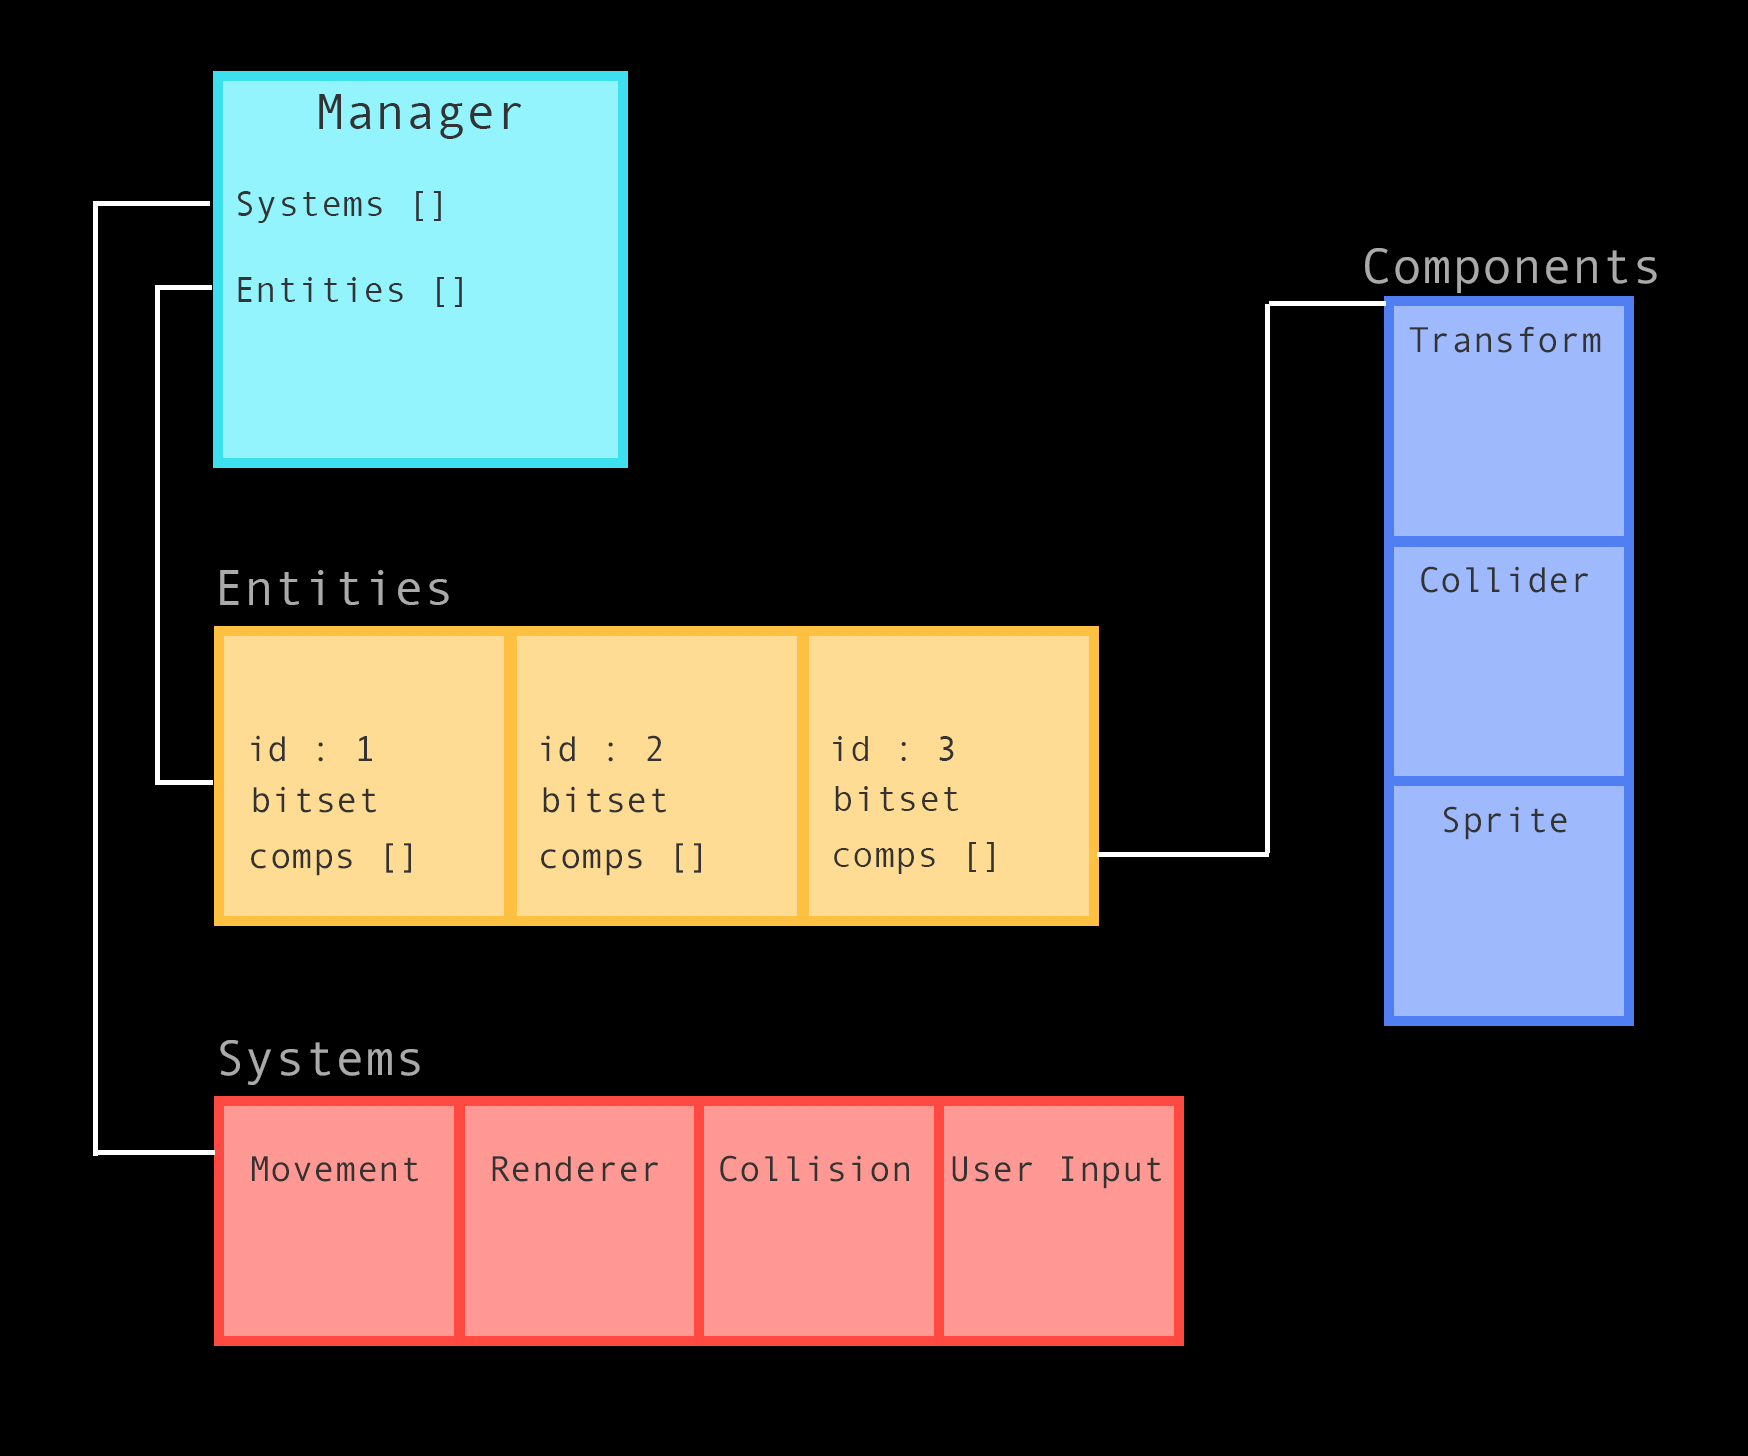 Manager
Systems []
Entities []
Components
Transform
Collider
Sprite
Entities
id : 1
bitset
comps []
id : 2
bitset
comps []
id : 3
bitset
comps []
Systems
Movement
Renderer
Collision
User Input